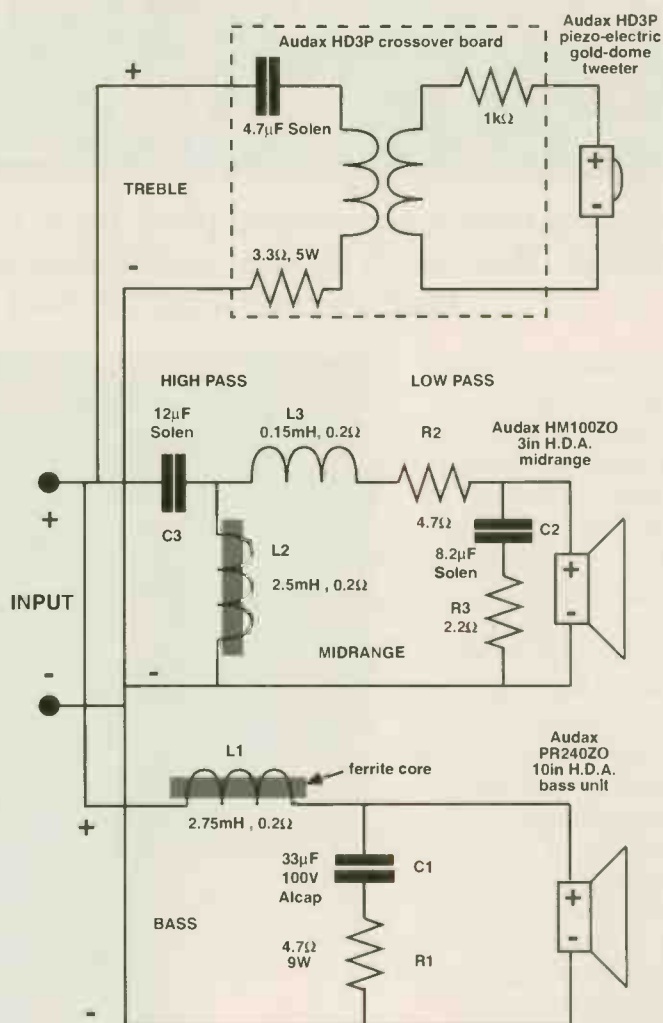 Audax HD3P crossover board
Audax HD3P
piezo-electric
gold-dome
tweeter
+
4.7µF Solen
1kΩ
+
-
TREBLE
-
3.3Ω, 5W
HIGH PASS
LOW PASS
12µF
Solen
L3
0.15mH, 0.2Ω
R2
Audax HM100ZO
3in H.D.A.
midrange
+
C3
L2
2.5mH , 0.2Ω
4.7Ω
C2
8.2µF
Solen
R3
2.2Ω
+
-
INPUT
-
-
MIDRANGE
L1
ferrite core
Audax
PR240ZO
10in H.D.A.
bass unit
+
2.75mH , 0.2Ω
33µF
100V
Alcap
C1
+
-
BASS
4.7Ω
9W
R1
-